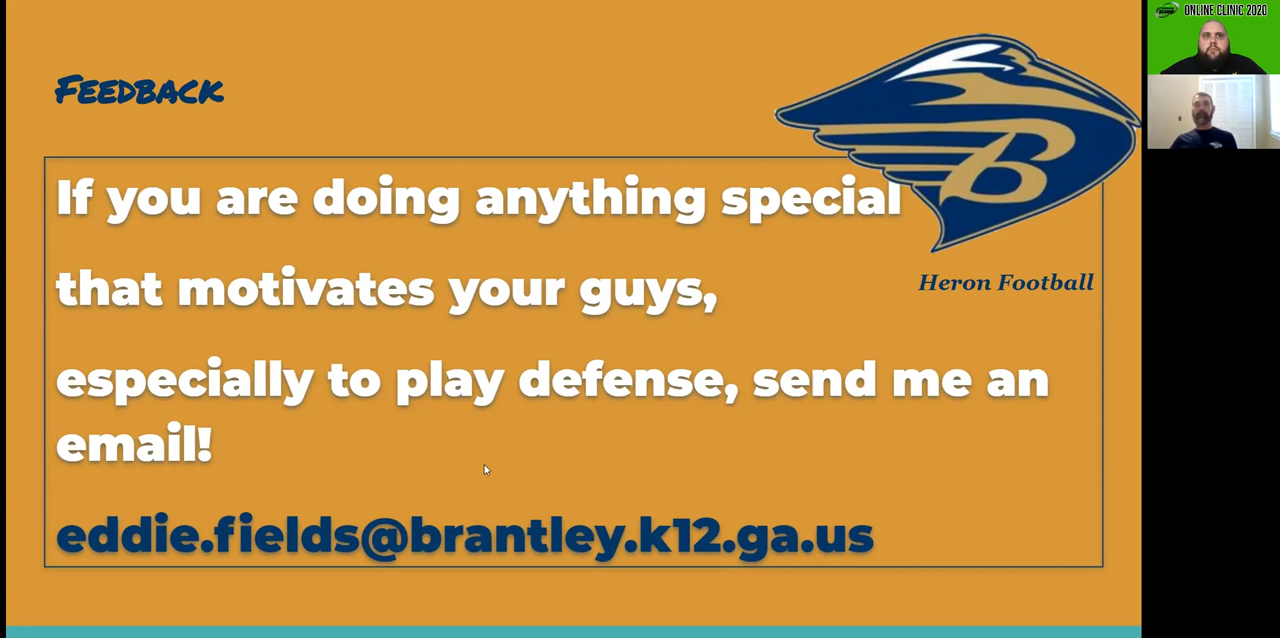 ONLINE CLINIC 2020
Feedback
B
If you are doing anything special
that motivates your guys,
Heron Football
especially to play defense, send me an
email!
eddie.fields@brantley.k12.ga.us